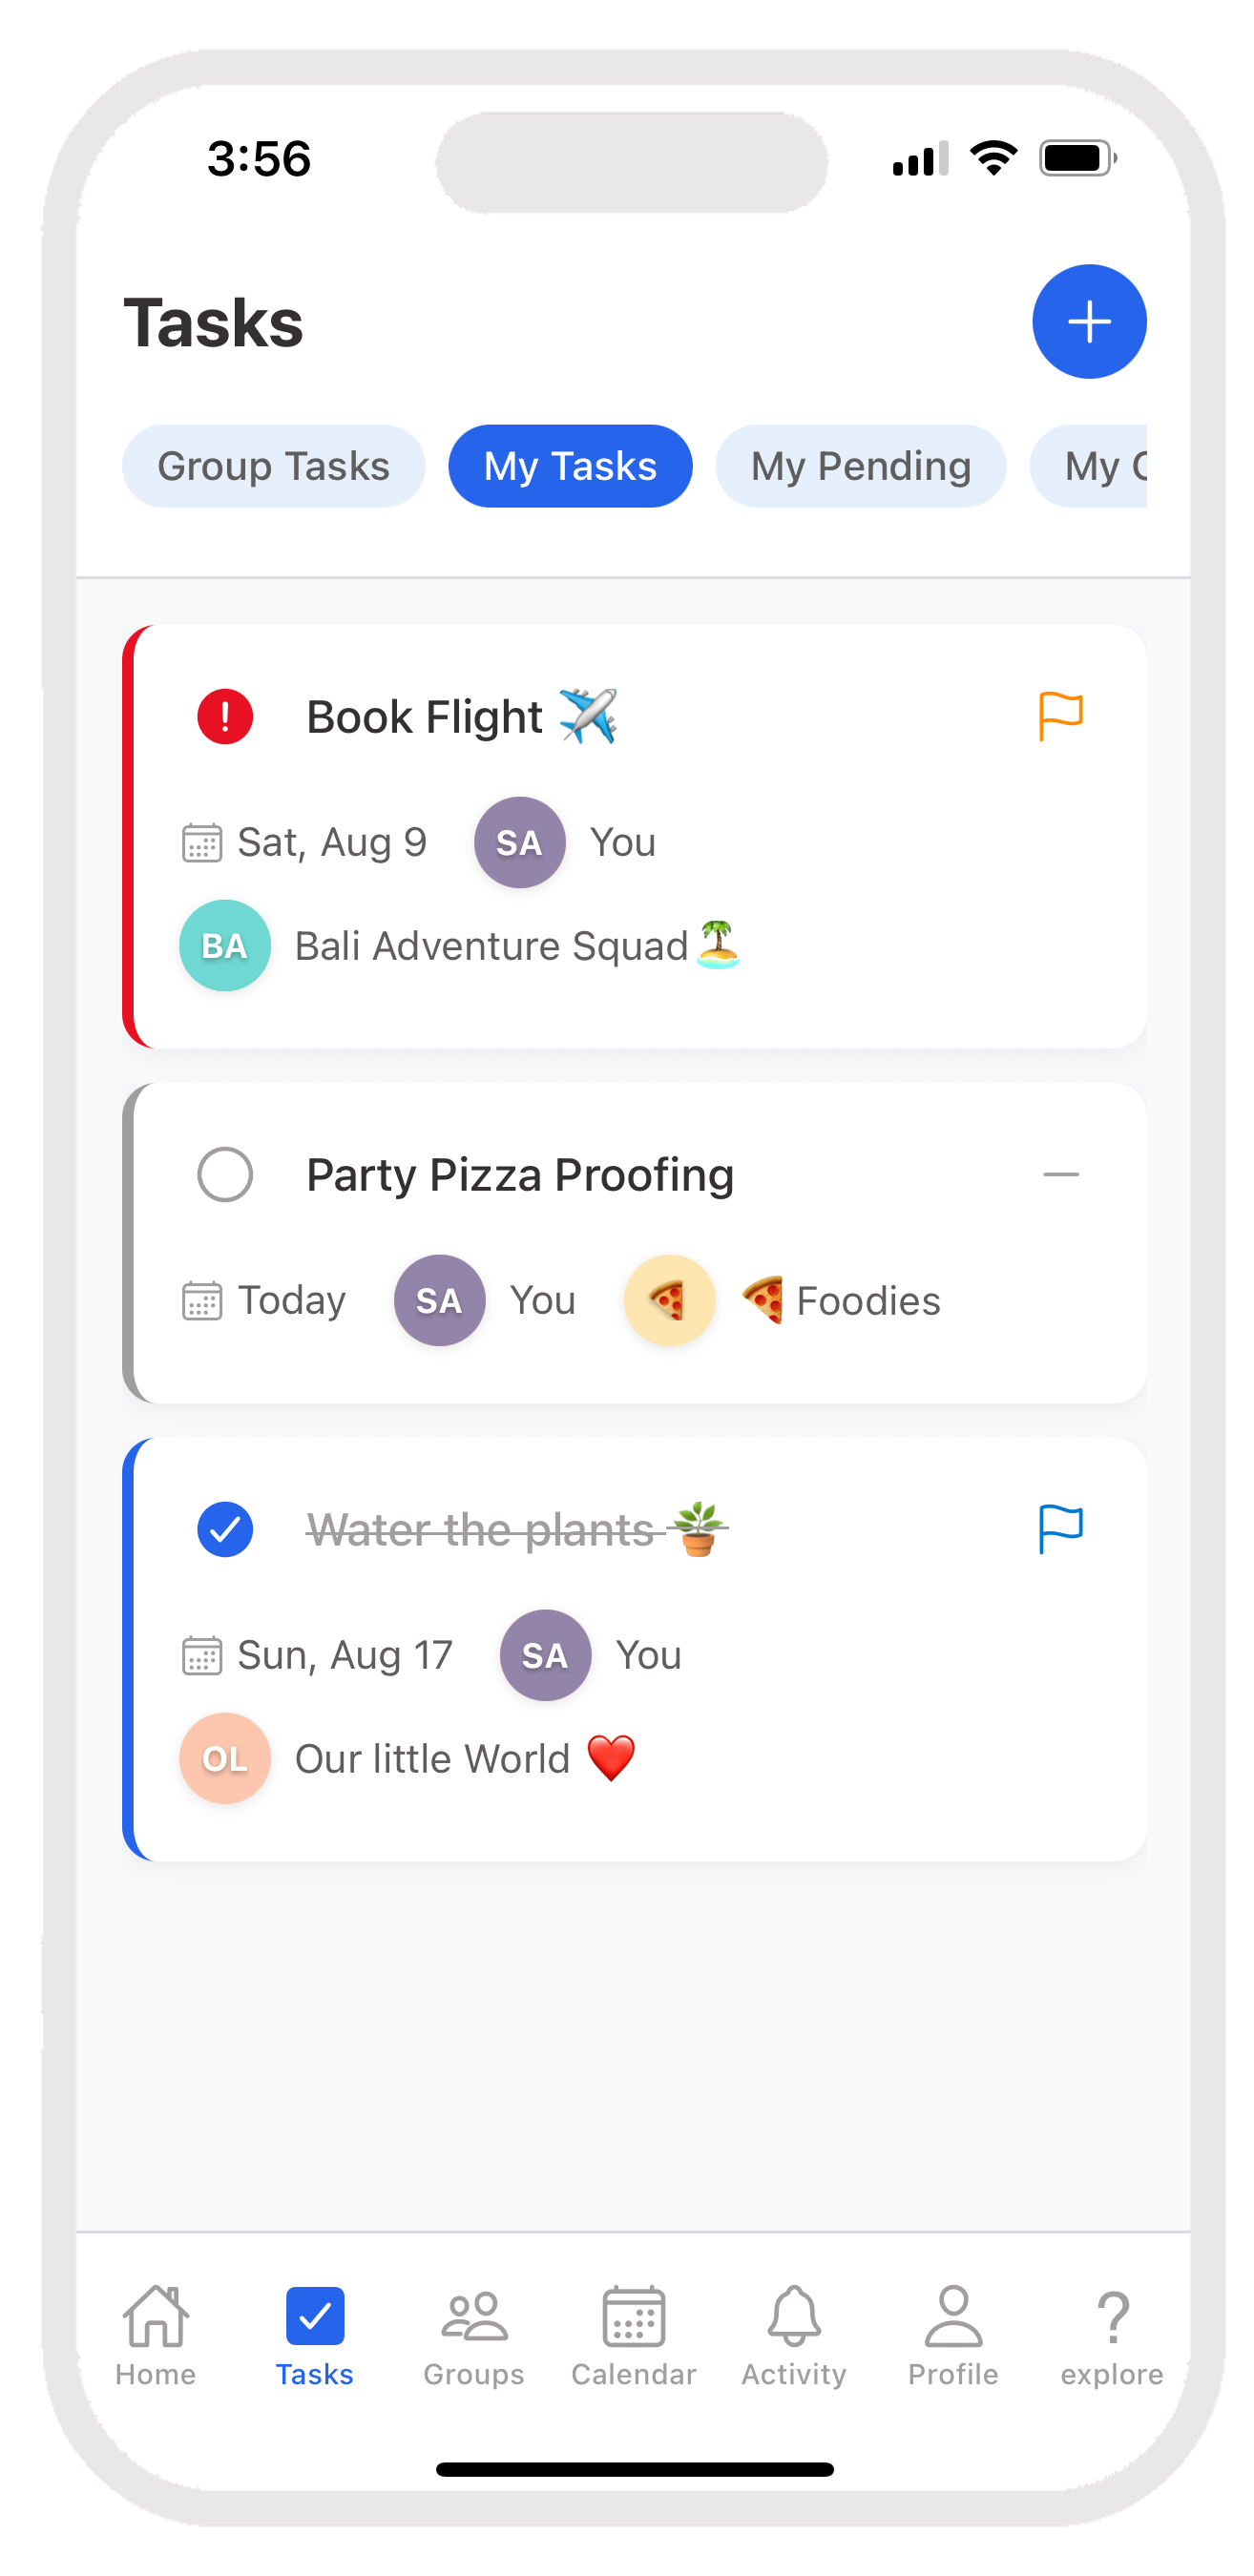 3:56
Tasks
Group Tasks My Tasks My Pending My
Book Flight ✈️
Sat, Aug 9 SA You
BA Bali Adventure Squad🏝️
Party Pizza Proofing
Today SA You 🍕 🍕 Foodies
Water the plants 🪴
Sun, Aug 17 SA You
OL Our little World ❤️
Home Tasks Groups Calendar Activity Profile explore